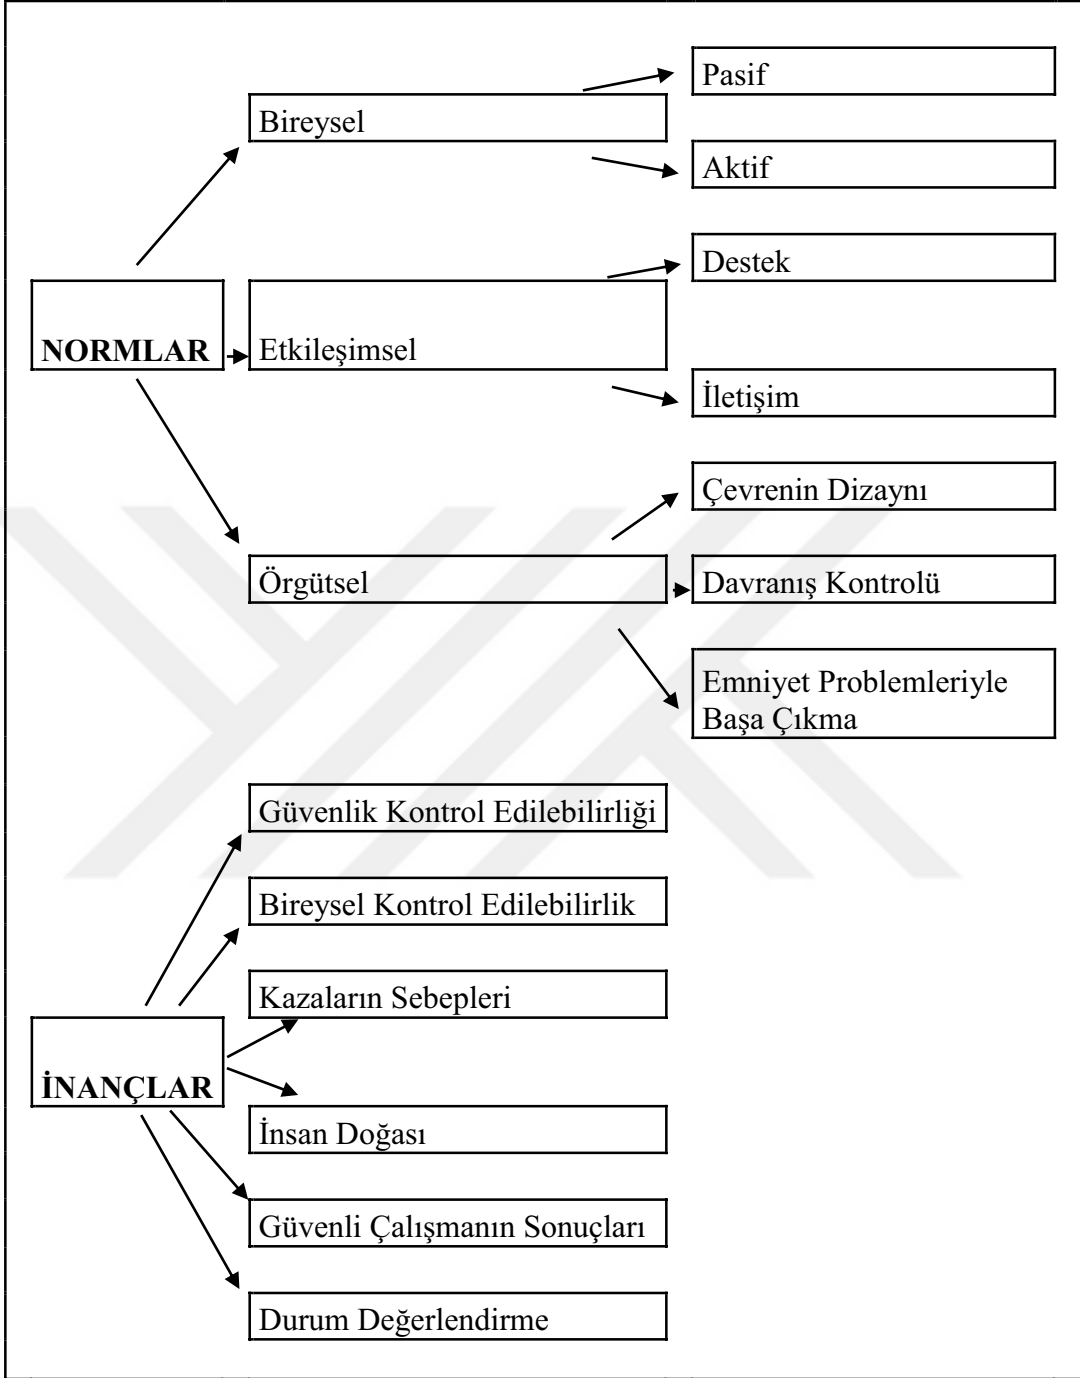 Pasif
Bireysel
Aktif
Destek
NORMLAR
Etkileşimsel
İletişim
Çevrenin Dizaynı
Örgütsel
Davranış Kontrolü
Emniyet Problemleriyle
Başa Çıkma
Güvenlik Kontrol Edilebilirliği
Bireysel Kontrol Edilebilirlik
Kazaların Sebepleri
İNANÇLAR
İnsan Doğası
Güvenli Çalışmanın Sonuçları
Durum Değerlendirme